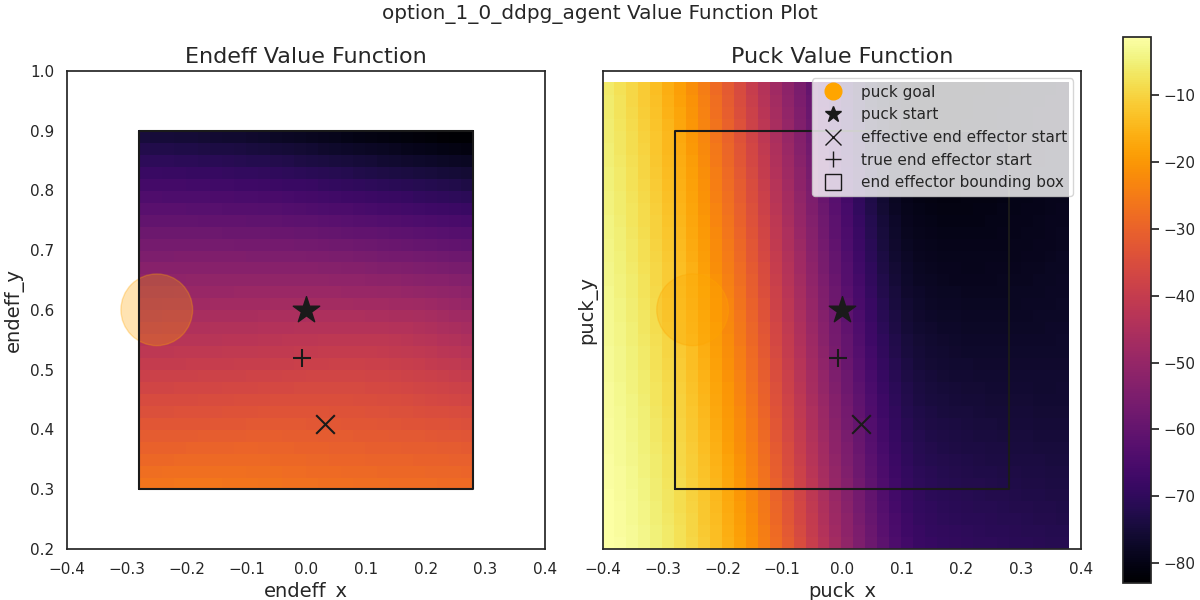 option_1_0_ddpg_agent Value Function Plot
Endeff Value Function
1.0
0.9
0.8
0.7
0.6
0.5
0.4
0.3
0.2
endeff_y
−0.4 −0.3 −0.2 −0.1 0.0 0.1 0.2 0.3 0.4
endeff_x
Puck Value Function
puck goal
puck start
effective end effector start
true end effector start
end effector bounding box
puck_y
−0.4 −0.3 −0.2 −0.1 0.0 0.1 0.2 0.3 0.4
puck_x
−10
−20
−30
−40
−50
−60
−70
−80